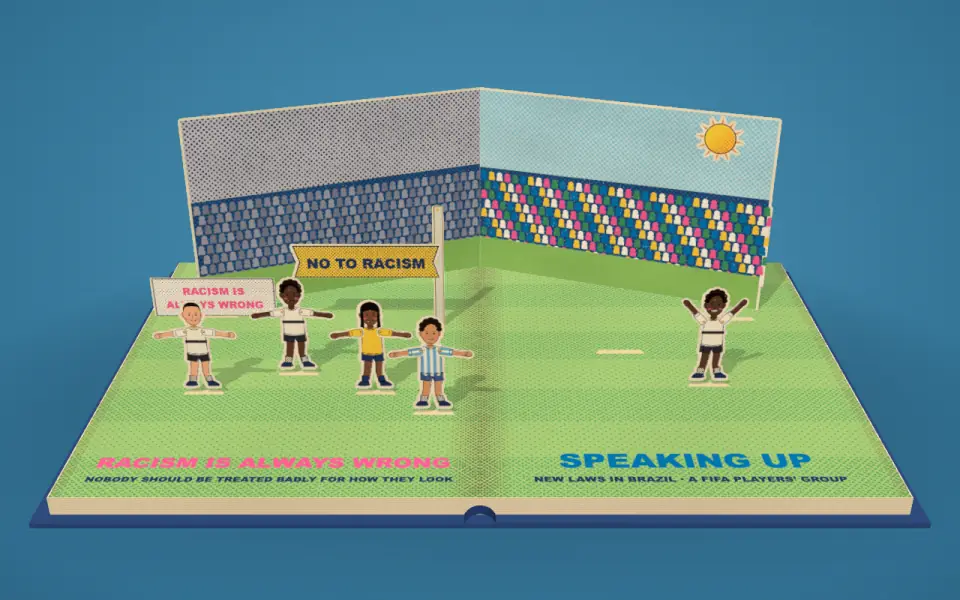 NO TO RACISM
RACISM IS
ALWAYS WRONG
RACISM IS ALWAYS WRONG
NOBODY SHOULD BE TREATED BADLY FOR HOW THEY LOOK
SPEAKING UP
NEW LAWS IN BRAZIL · A FIFA PLAYERS' GROUP